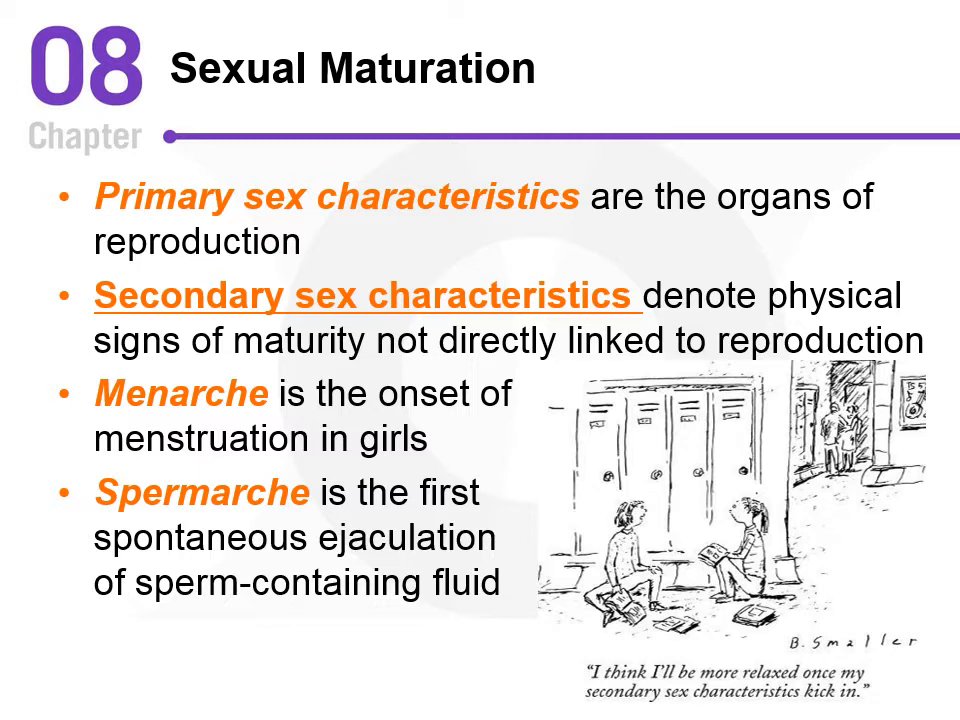 08
Chapter
Sexual Maturation
• Primary sex characteristics are the organs of
reproduction
• Secondary sex characteristics denote physical
signs of maturity not directly linked to reproduction
• Menarche is the onset of
menstruation in girls
• Spermarche is the first
spontaneous ejaculation
of sperm-containing fluid
B. Smaller
“I think I’ll be more relaxed once my
secondary sex characteristics kick in.”